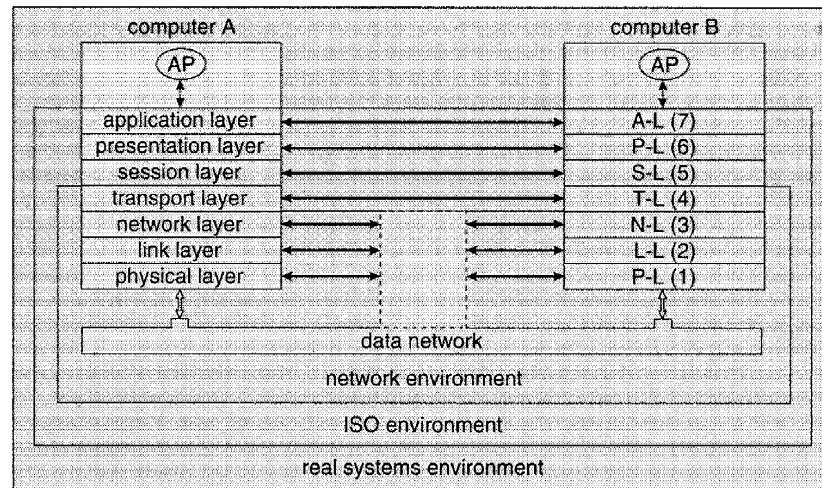 computer A computer B
AP AP
application layer A-L (7)
presentation layer P-L (6)
session layer S-L (5)
transport layer T-L (4)
network layer N-L (3)
link layer L-L (2)
physical layer P-L (1)
data network
network environment
ISO environment
real systems environment